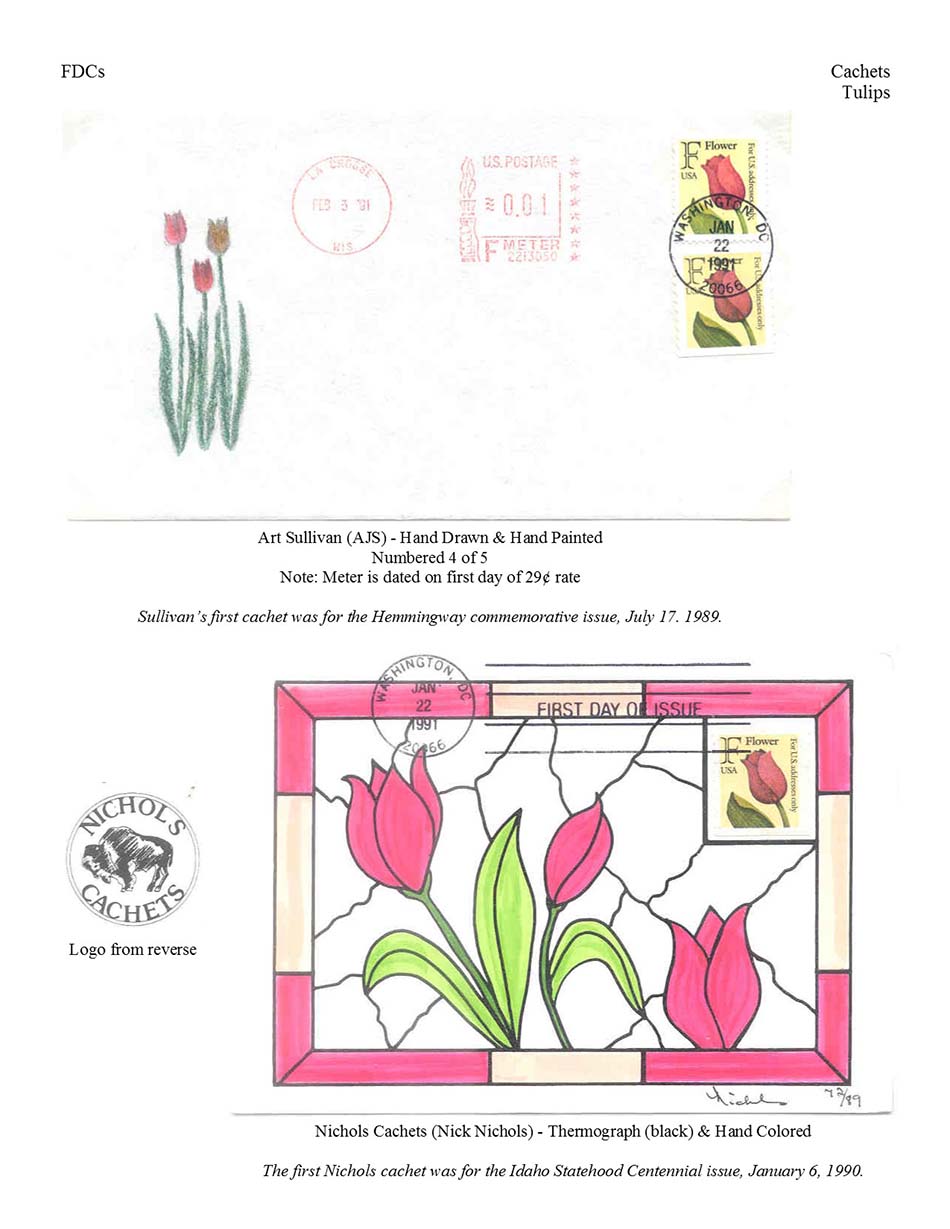 FDCs
Cachets
Tulips
LA CROSSE
FEB 3 '91
WIS
U.S. POSTAGE
0.01
F METER
2213050
F Flower
USA
For U.S. addresses only
WASHINGTON, DC
JAN
22
1991
20066
F
USA
For U.S. addresses only
Art Sullivan (AJS) - Hand Drawn & Hand Painted
Numbered 4 of 5
Note: Meter is dated on first day of 29¢ rate
Sullivan's first cachet was for the Hemmingway commemorative issue, July 17. 1989.
WASHINGTON, DC
JAN
22
1991
20066
FIRST DAY OF ISSUE
F Flower
USA
For U.S. addresses only
NICHOLS
CACHETS
Logo from reverse
Nichols
72/89
Nichols Cachets (Nick Nichols) - Thermograph (black) & Hand Colored
The first Nichols cachet was for the Idaho Statehood Centennial issue, January 6, 1990.